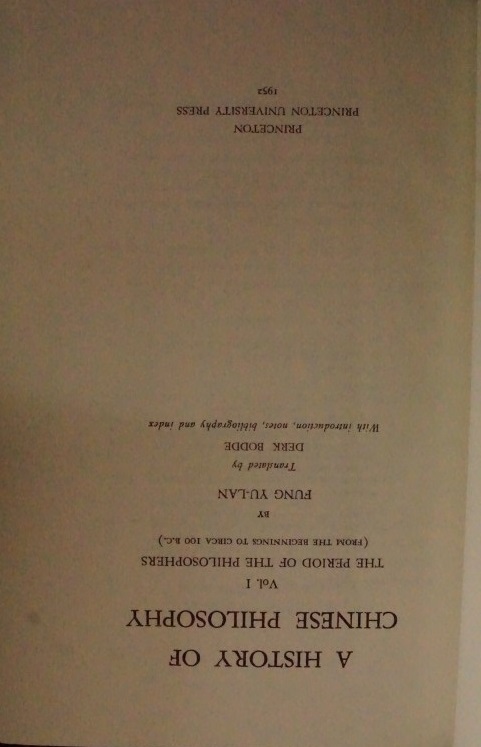 A HISTORY OF
CHINESE PHILOSOPHY
Vol. I
THE PERIOD OF THE PHILOSOPHERS
(FROM THE BEGINNINGS TO CIRCA 100 B.C.)
BY
FUNG YU-LAN
Translated by
DERK BODDE
With introduction, notes, bibliography and index
PRINCETON
PRINCETON UNIVERSITY PRESS
1952